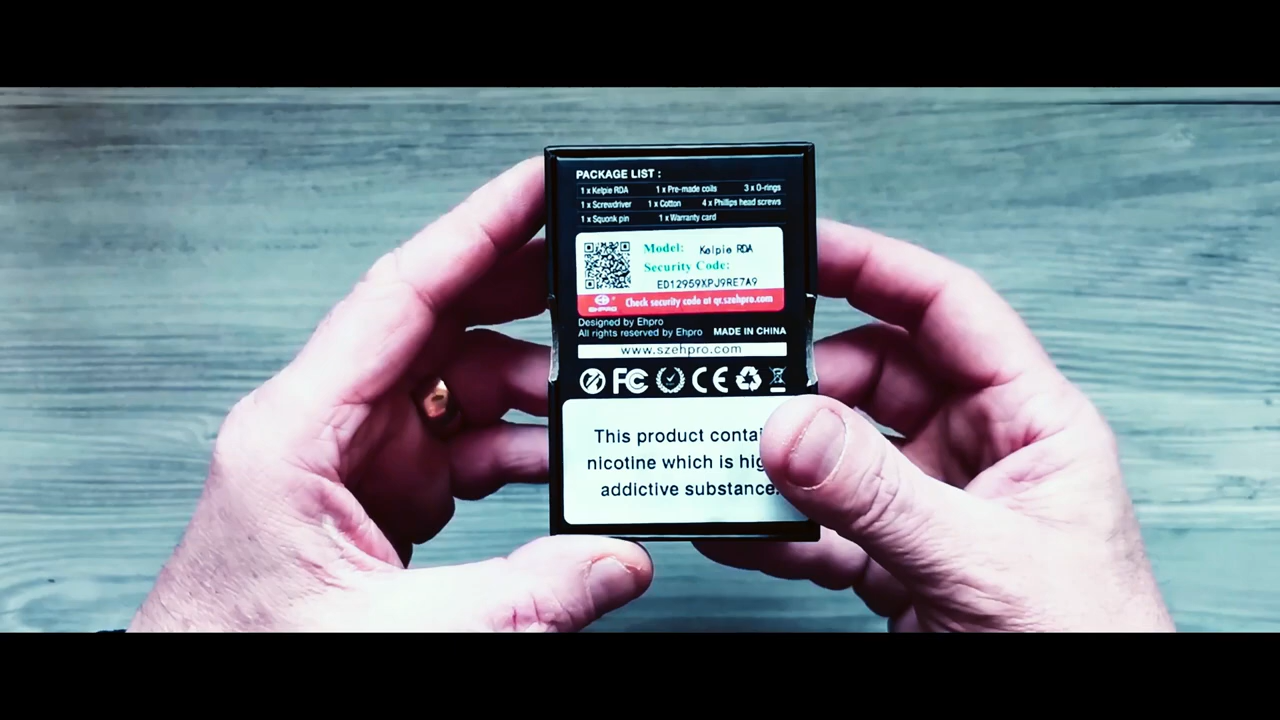 PACKAGE LIST :
1 x Kelpie RDA 1 x Pre-made coils 3 x O-rings
1 x Screwdriver 1 x Cotton 4 x Phillips head screws
1 x Squonk pin 1 x Warranty card
Model: Kelpie RDA
Security Code:
ED12959XPJ9RE7A9
EHPRO Check security code at qr.szehpro.com
Designed by Ehpro
All rights reserved by Ehpro MADE IN CHINA
www.szehpro.com
FC CE
This product contai
nicotine which is hig
addictive substance.